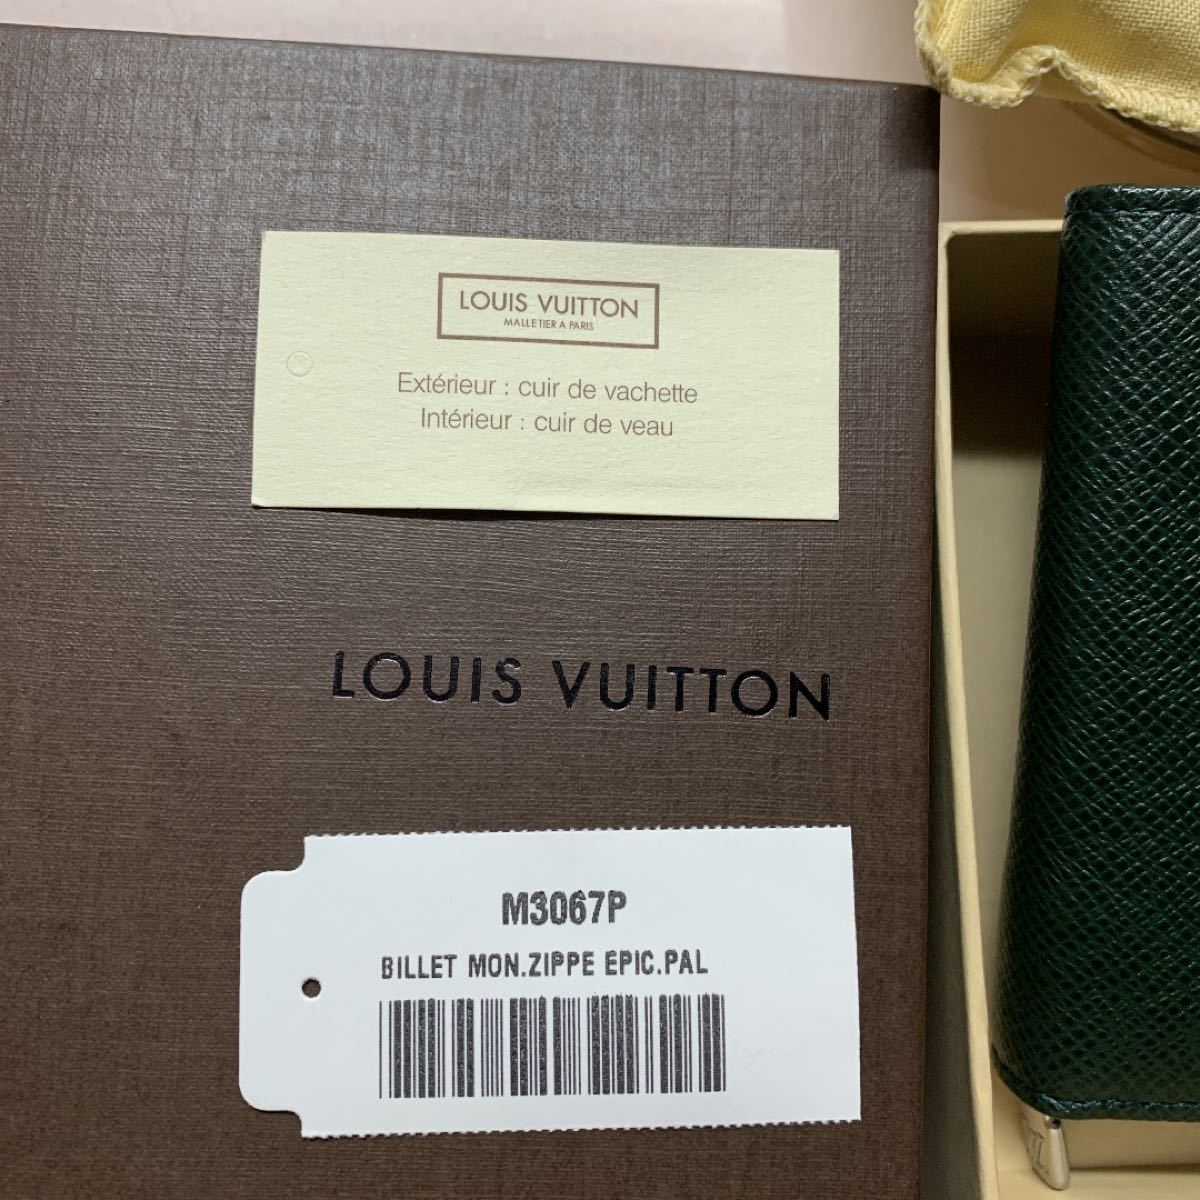 LOUIS VUITTON
MALLETIER A PARIS
Extérieur : cuir de vachette
Intérieur : cuir de veau
LOUIS VUITTON
M3067P
BILLET MON.ZIPPE EPIC.PAL